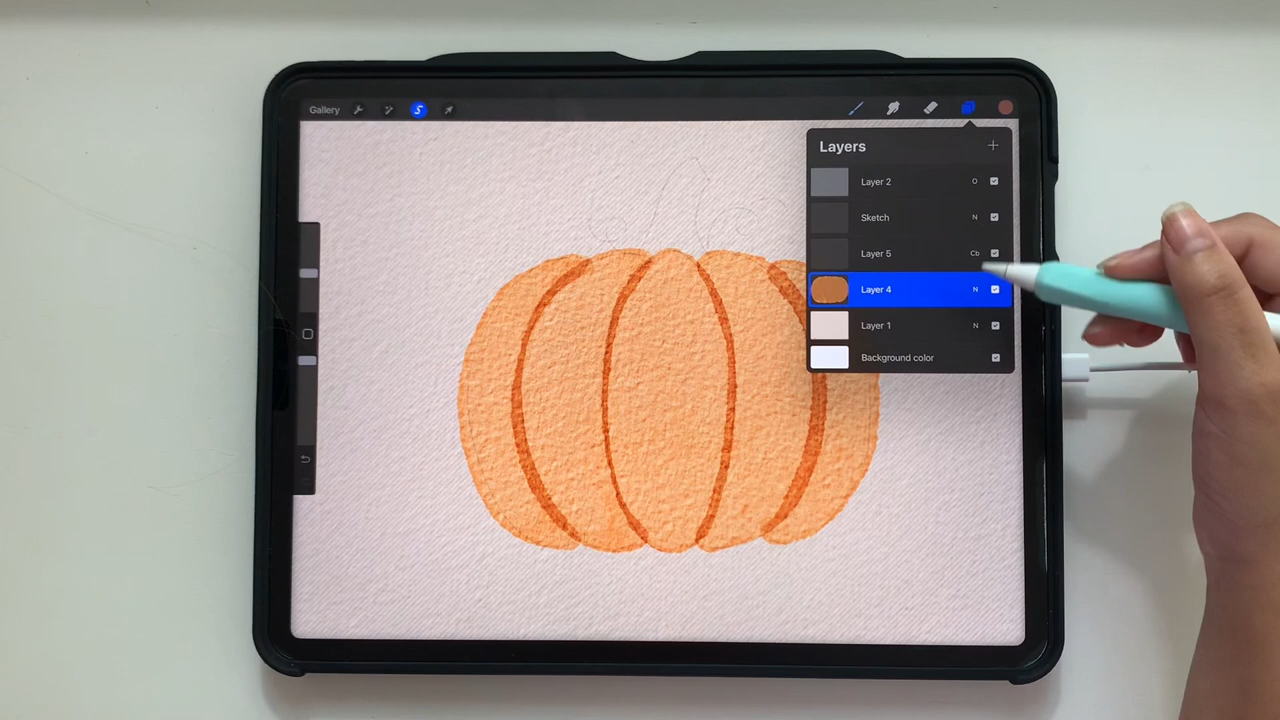 Gallery
Layers
Layer 2 O
Sketch N
Layer 5 Cb
Layer 4 N
Layer 1 N
Background color